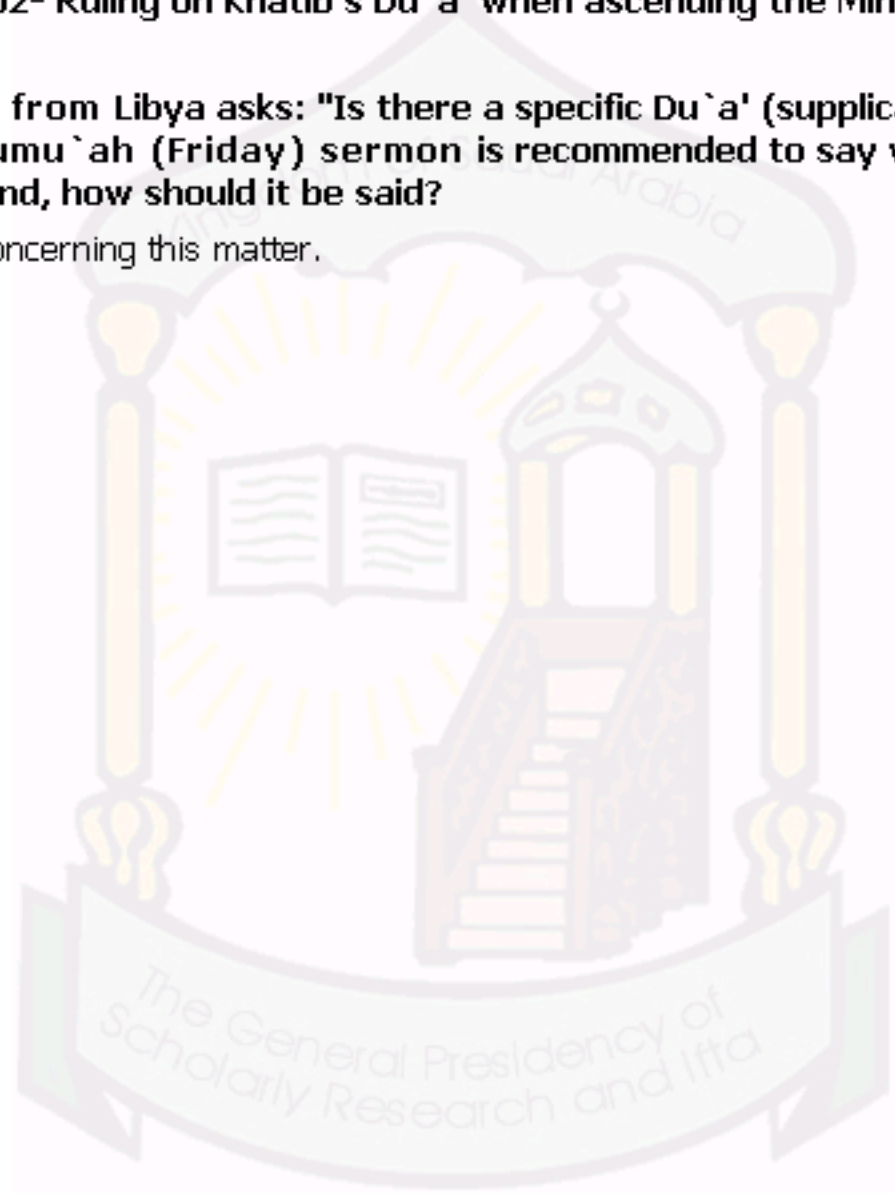 02- Ruling on Khatib's Du`a' when ascending the Min
from Libya asks: "Is there a specific Du`a' (supplica
umu`ah (Friday) sermon is recommended to say
nd, how should it be said?
oncerning this matter.
Kingdom of Saudi Arabia
The General Presidency of
Scholarly Research and Ifta